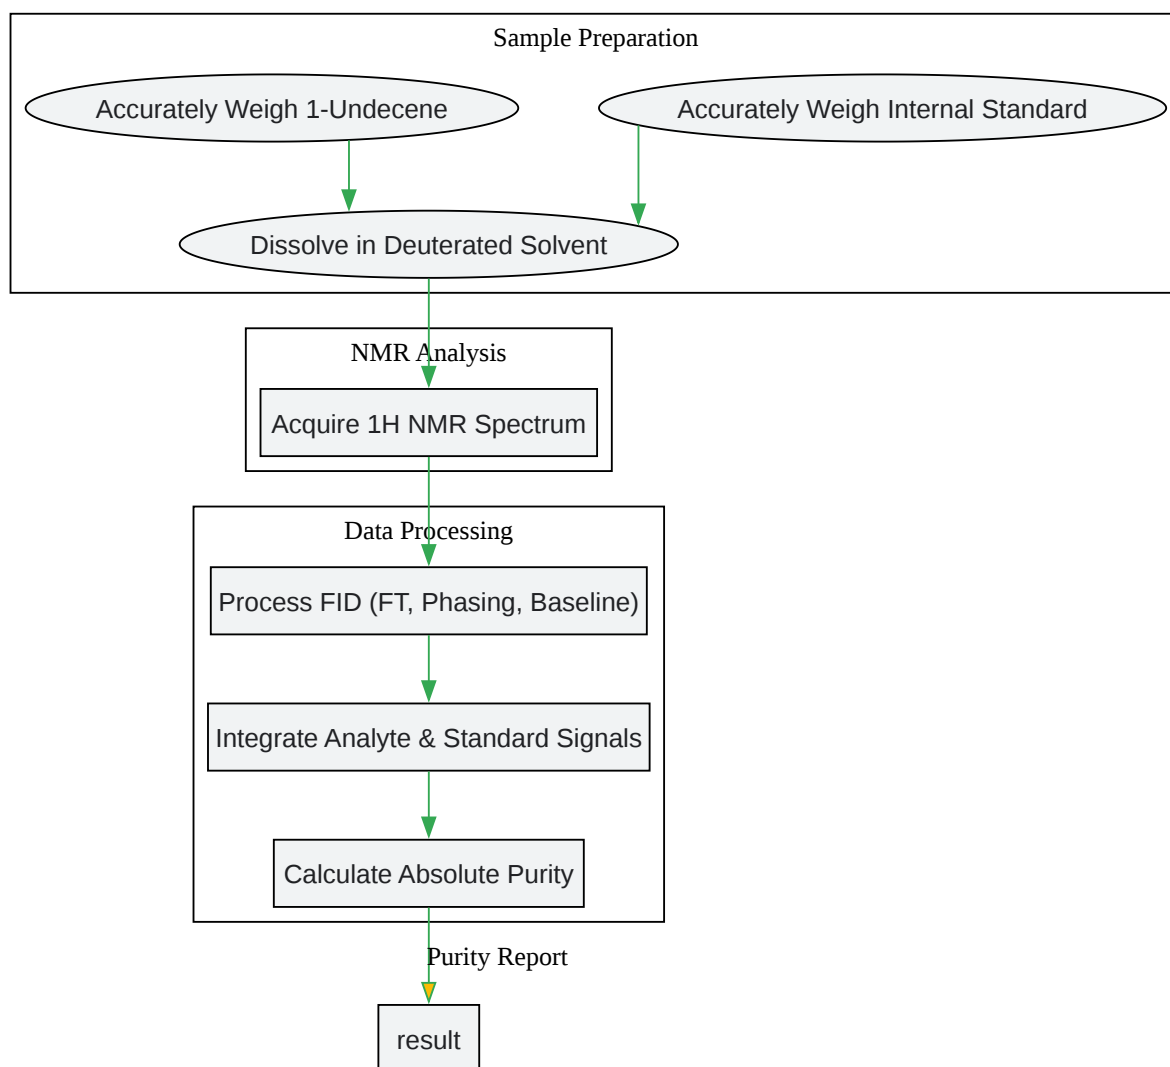 Sample Preparation
Accurately Weigh 1-Undecene
Accurately Weigh Internal Standard
Dissolve in Deuterated Solvent
NMR Analysis
Acquire 1H NMR Spectrum
Data Processing
Process FID (FT, Phasing, Baseline)
Integrate Analyte & Standard Signals
Calculate Absolute Purity
Purity Report
result